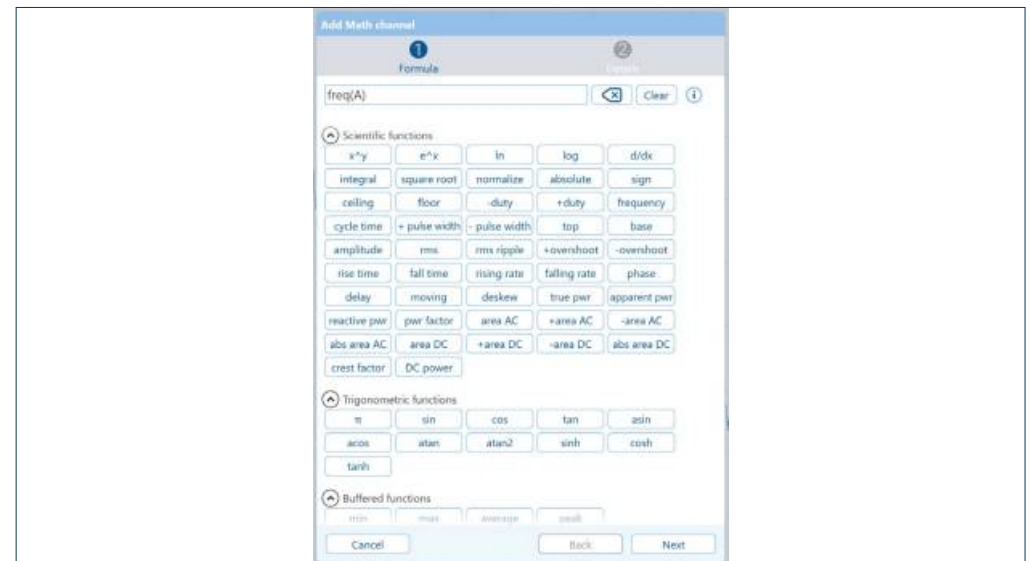 Add Math channel
1 2
Formula Details
freq(A) Clear i
Scientific functions
x^y e^x ln log d/dx
integral square root normalize absolute sign
ceiling floor -duty +duty frequency
cycle time + pulse width - pulse width top base
amplitude rms rms ripple +overshoot -overshoot
rise time fall time rising rate falling rate phase
delay moving deskew true pwr apparent pwr
reactive pwr pwr factor area AC +area AC -area AC
abs area AC area DC +area DC -area DC abs area DC
crest factor DC power
Trigonometric functions
π sin cos tan asin
acos atan atan2 sinh cosh
tanh
Buffered functions
min max average peak
Cancel Back Next